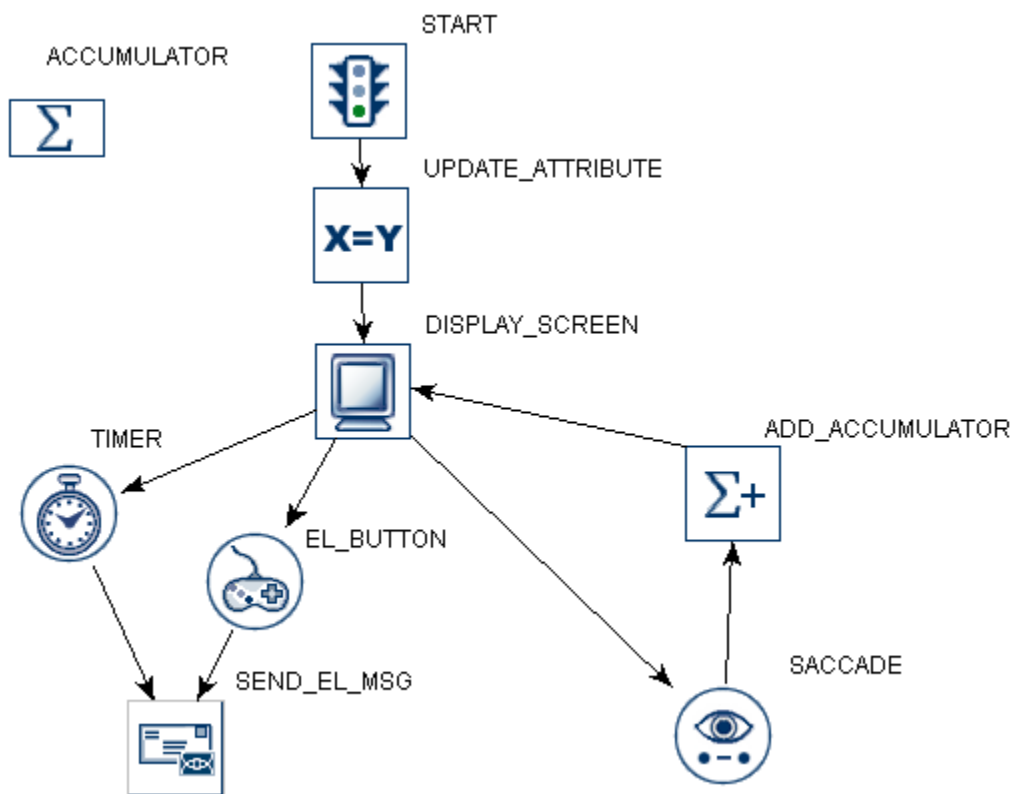 START
ACCUMULATOR
Σ
UPDATE_ATTRIBUTE
X=Y
DISPLAY_SCREEN
TIMER
ADD_ACCUMULATOR
Σ+
EL_BUTTON
SACCADE
SEND_EL_MSG